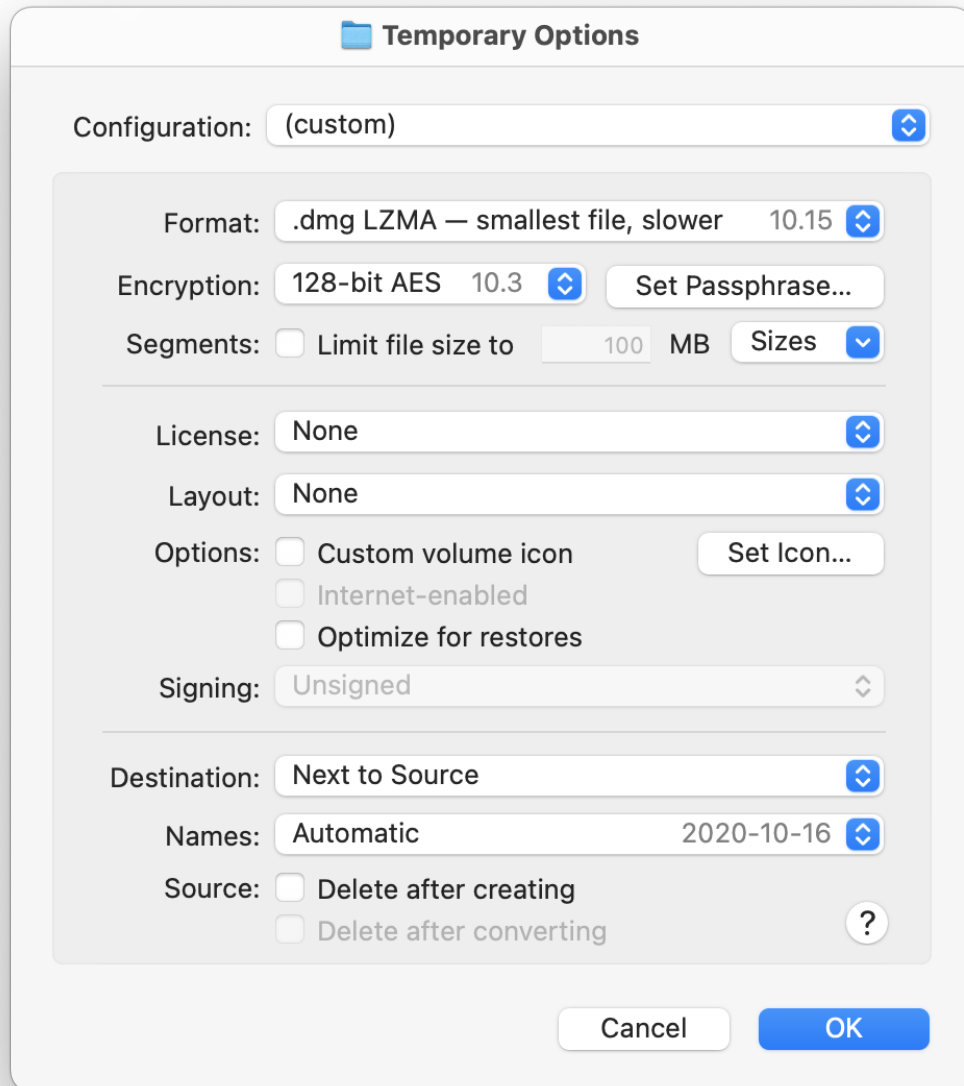 Temporary Options
Configuration: (custom)
Format: .dmg LZMA — smallest file, slower 10.15
Encryption: 128-bit AES 10.3 Set Passphrase...
Segments: Limit file size to 100 MB Sizes
License: None
Layout: None
Options: Custom volume icon Set Icon...
Internet-enabled
Optimize for restores
Signing: Unsigned
Destination: Next to Source
Names: Automatic 2020-10-16
Source: Delete after creating
Delete after converting ?
Cancel OK